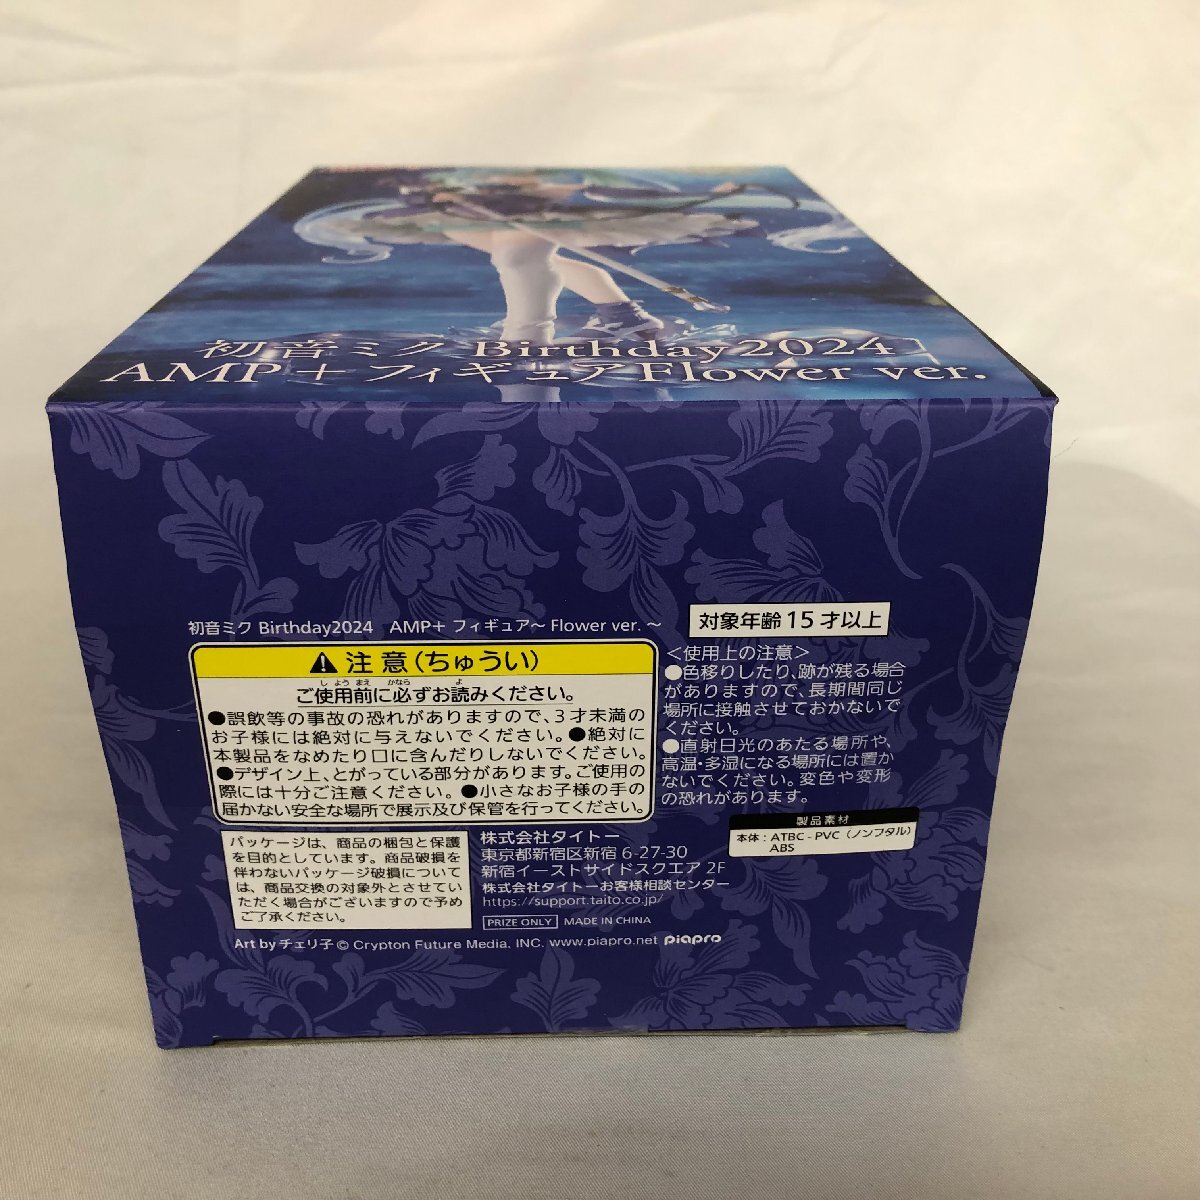 初音ミク Birthday2024
AMP＋ フィギュアFlower ver.
初音ミク Birthday2024　AMP＋ フィギュア～ Flower ver. ～
対象年齢 15 才以上
⚠ 注 意（ちゅうい）
しよう まえ かなら よ
ご使用前に必ずお読みください。
●誤飲等の事故の恐れがありますので、3才未満の
お子様には絶対に与えないでください。●絶対に
本製品をなめたり口に含んだりしないでください。
●デザイン上、とがっている部分があります。ご使用の
際には十分ご注意ください。●小さなお子様の手の
届かない安全な場所で展示及び保管を行ってください。
＜使用上の注意＞
●色移りしたり、跡が残る場合
がありますので、長期間同じ
場所に接触させておかないで
ください。
●直射日光のあたる場所や、
高温・多湿になる場所には置か
ないでください。変色や変形
の恐れがあります。
製品素材
本体：ATBC-PVC（ノンフタル）
ABS
パッケージは、商品の梱包と保護
を目的としています。商品破損を
伴わないパッケージ破損について
は、商品交換の対象外とさせてい
ただく場合がございますので予め
ご了承ください。
株式会社タイトー
東京都新宿区新宿 6-27-30
新宿イーストサイドスクエア 2F
株式会社タイトーお客様相談センター
https://support.taito.co.jp/
PRIZE ONLY MADE IN CHINA
Art by チェリ子 © Crypton Future Media, INC. www.piapro.net piapro